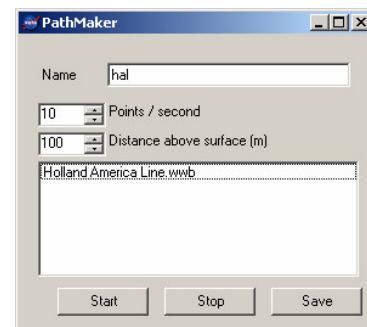 PathMaker
Name hal
10 Points / second
100 Distance above surface (m)
Holland America Line.wwb
Start Stop Save